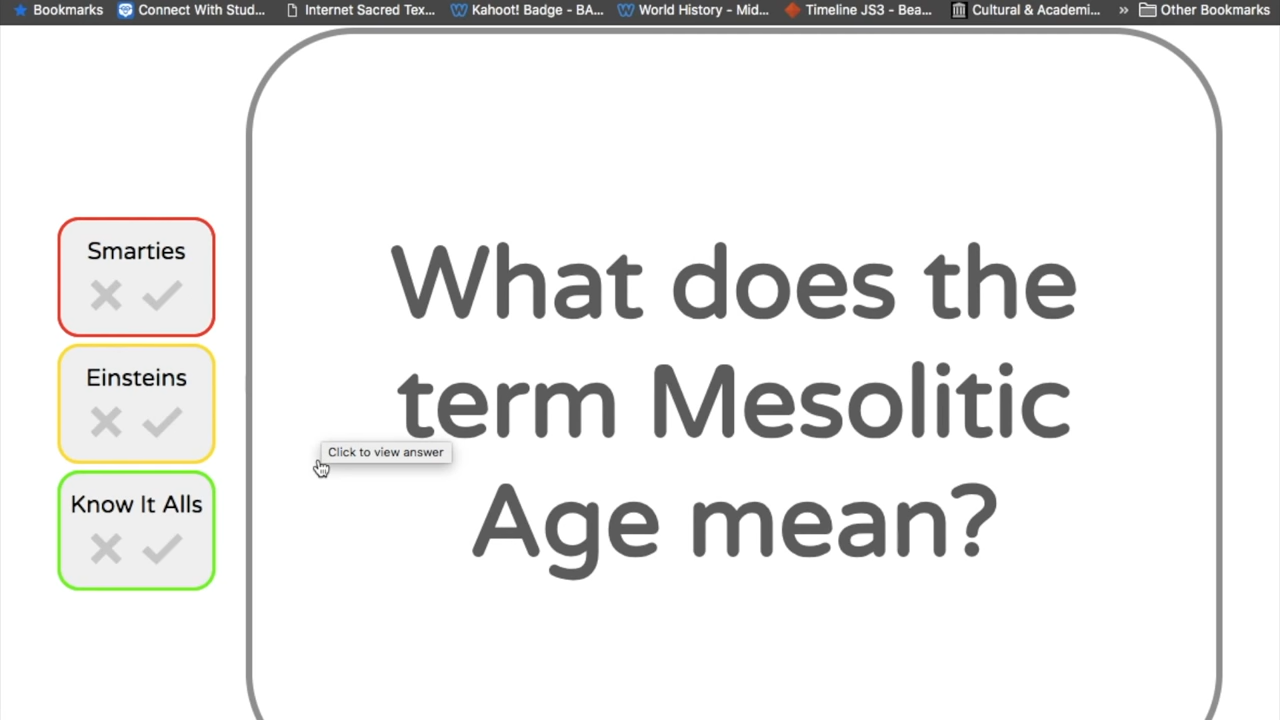 Bookmarks Connect With Stud... Internet Sacred Tex... Kahoot! Badge - BA... World History - Mid... Timeline JS3 - Bea... Cultural & Academi... » Other Bookmarks
Smarties
Einsteins
Know It Alls
What does the
term Mesolitic
Click to view answer
Age mean?